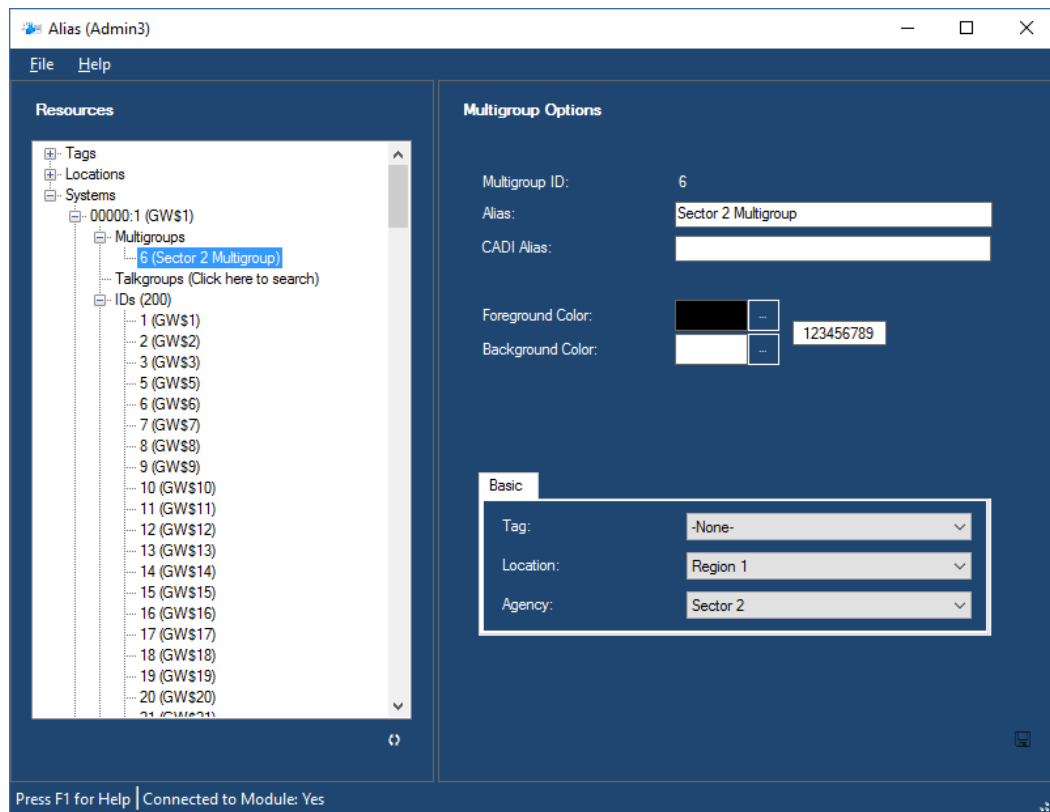 Alias (Admin3)
File Help
Resources
Tags
Locations
Systems
00000:1 (GW$1)
Multigroups
6 (Sector 2 Multigroup)
Talkgroups (Click here to search)
IDs (200)
1 (GW$1)
2 (GW$2)
3 (GW$3)
5 (GW$5)
6 (GW$6)
7 (GW$7)
8 (GW$8)
9 (GW$9)
10 (GW$10)
11 (GW$11)
12 (GW$12)
13 (GW$13)
14 (GW$14)
15 (GW$15)
16 (GW$16)
17 (GW$17)
18 (GW$18)
19 (GW$19)
20 (GW$20)
21 (GW$21)
Multigroup Options
Multigroup ID: 6
Alias: Sector 2 Multigroup
CADI Alias:
Foreground Color: ...
123456789
Background Color: ...
Basic
Tag: -None-
Location: Region 1
Agency: Sector 2
Press F1 for Help Connected to Module: Yes